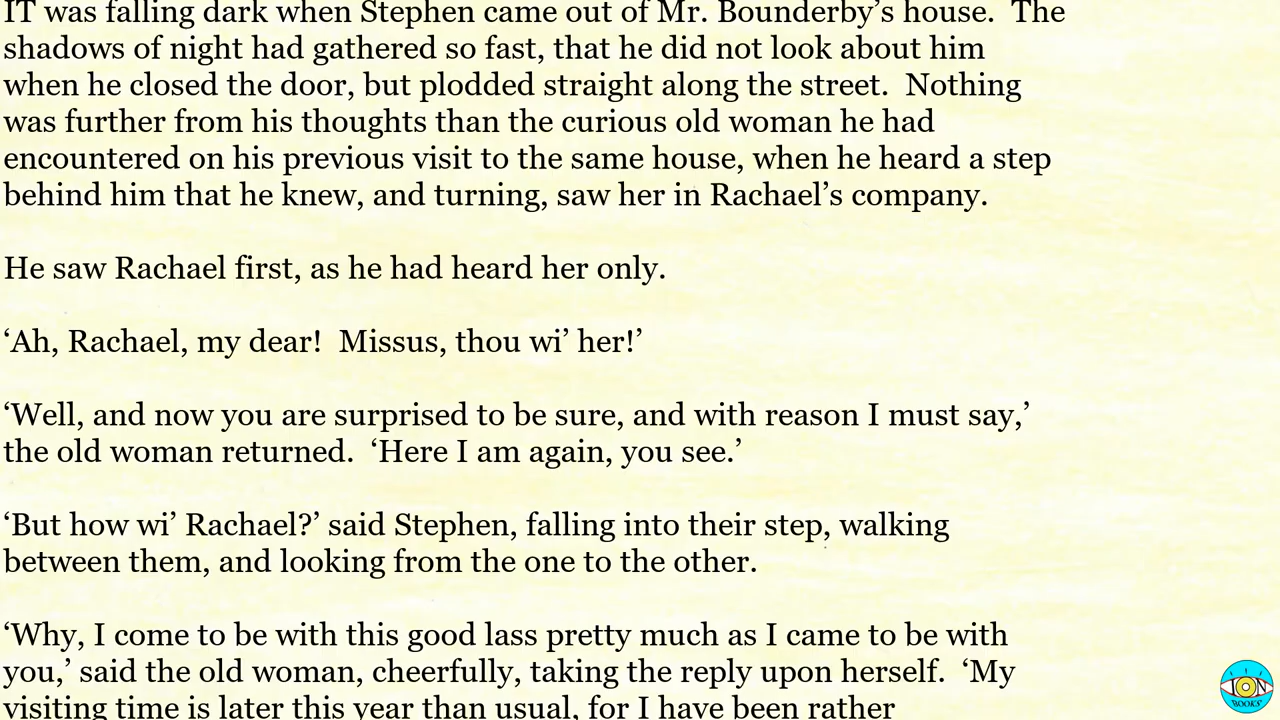 IT was falling dark when Stephen came out of Mr. Bounderby’s house.  The
shadows of night had gathered so fast, that he did not look about him
when he closed the door, but plodded straight along the street.  Nothing
was further from his thoughts than the curious old woman he had
encountered on his previous visit to the same house, when he heard a step
behind him that he knew, and turning, saw her in Rachael’s company.
He saw Rachael first, as he had heard her only.
‘Ah, Rachael, my dear!  Missus, thou wi’ her!’
‘Well, and now you are surprised to be sure, and with reason I must say,’
the old woman returned.  ‘Here I am again, you see.’
‘But how wi’ Rachael?’ said Stephen, falling into their step, walking
between them, and looking from the one to the other.
‘Why, I come to be with this good lass pretty much as I came to be with
you,’ said the old woman, cheerfully, taking the reply upon herself.  ‘My
visiting time is later this year than usual, for I have been rather
ION
BOOKS